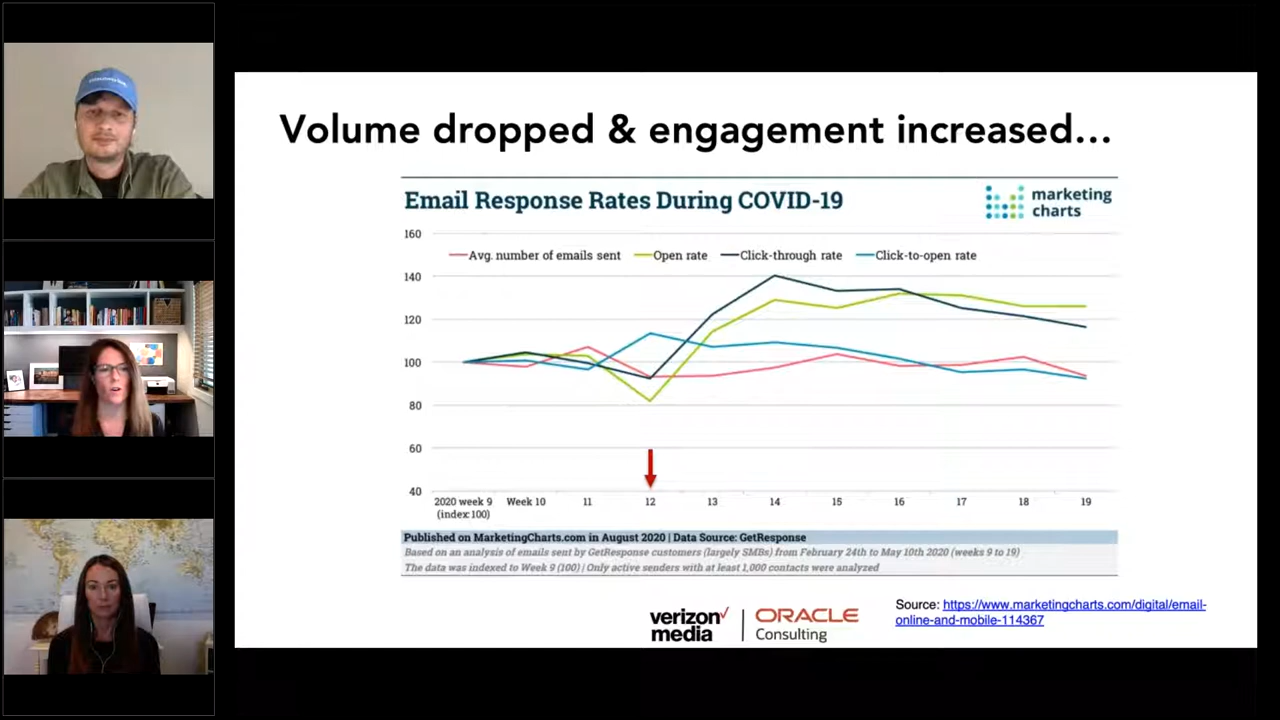 Volume dropped & engagement increased...
Email Response Rates During COVID-19
marketing
charts
160
Avg. number of emails sent Open rate Click-through rate Click-to-open rate
140
120
100
80
60
40
2020 week 9 Week 10 11 12 13 14 15 16 17 18 19
(index:100)
Published on MarketingCharts.com in August 2020 | Data Source: GetResponse
Based on an analysis of emails sent by GetResponse customers (largely SMBs) from February 24th to May 10th 2020 (weeks 9 to 19)
The data was indexed to Week 9 (100) | Only active senders with at least 1,000 contacts were analyzed
verizon✓
media
ORACLE
Consulting
Source: https://www.marketingcharts.com/digital/email-
online-and-mobile-114367